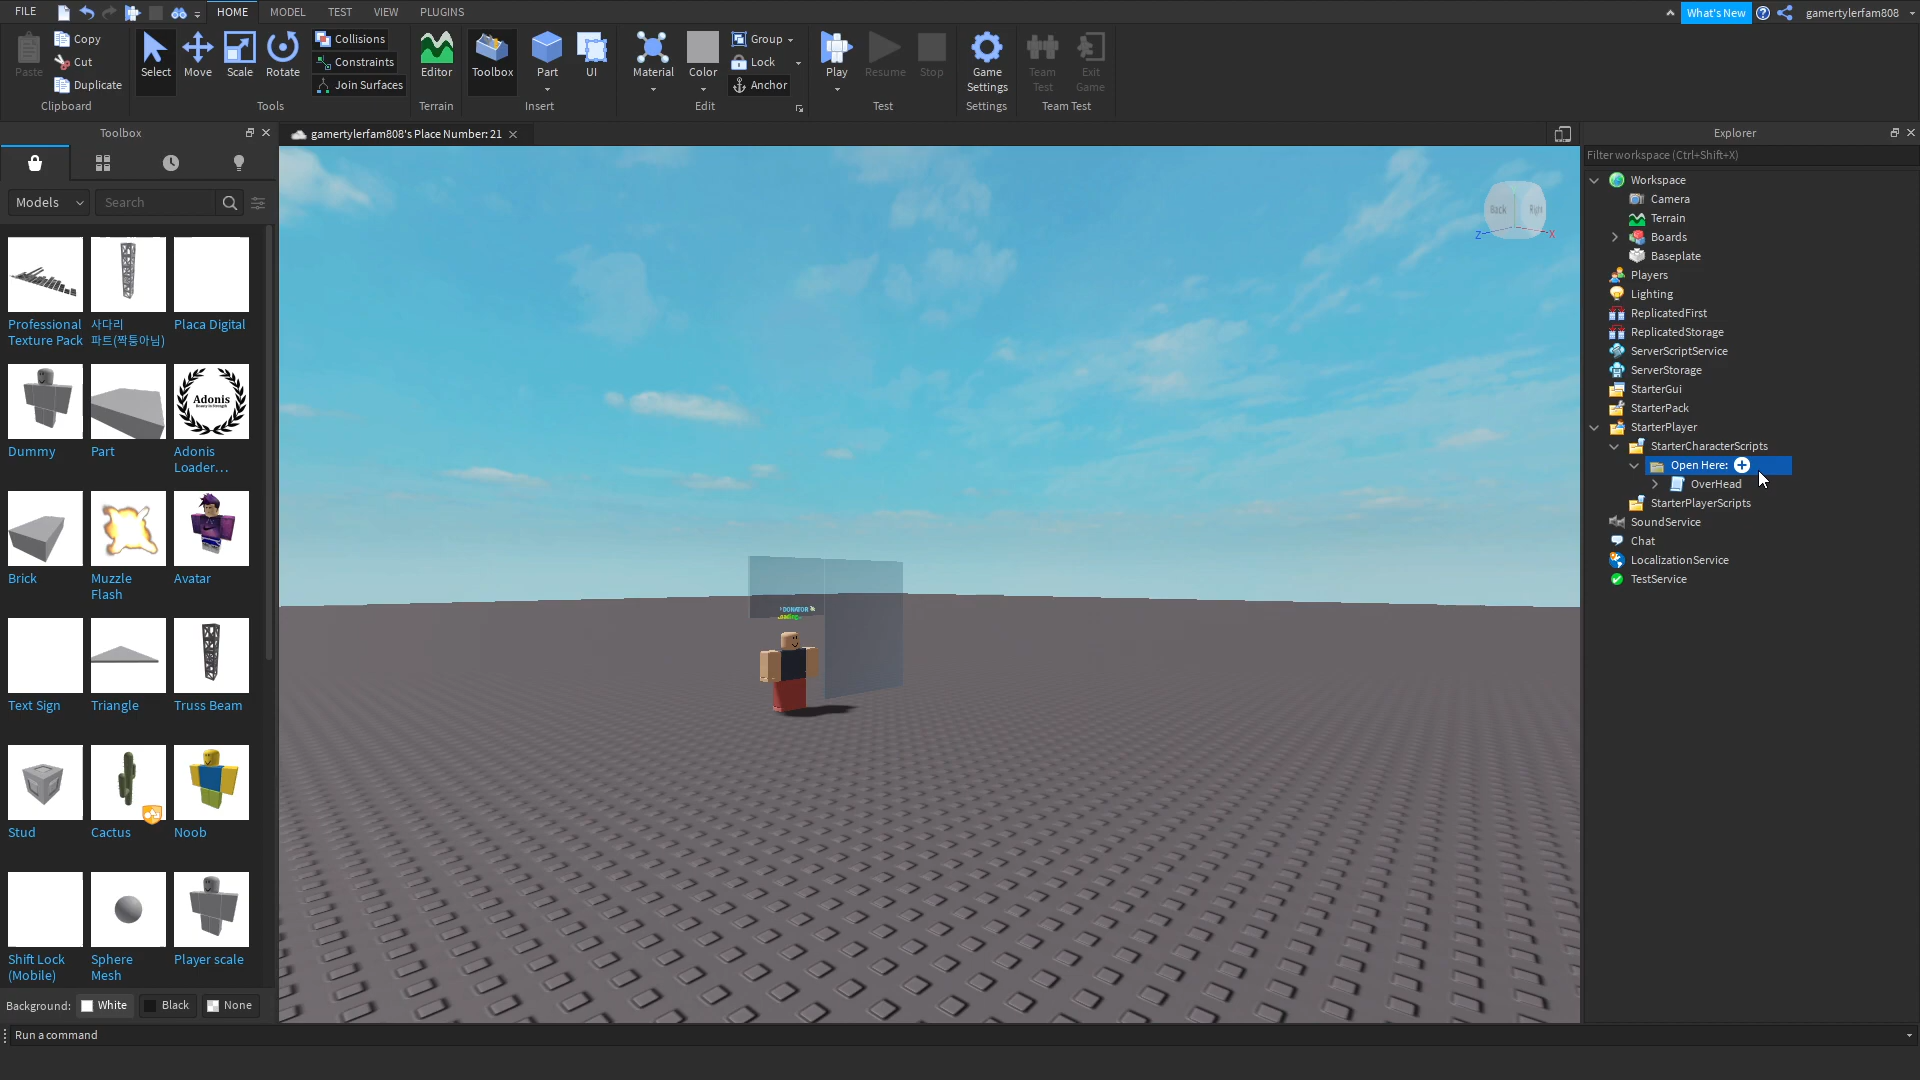 FILE HOME MODEL TEST VIEW PLUGINS What's New gamertylerfam808
Paste Copy Cut Duplicate Clipboard
Select Move Scale Rotate Collisions Constraints Join Surfaces Tools
Editor Terrain
Toolbox Part UI Insert
Material Color Group Lock Anchor Edit
Play Resume Stop Test
Game Settings Settings
Team Test Exit Game Team Test
Toolbox
Models Search
Professional Texture Pack
사다리 파트(짝퉁아님)
Placa Digital
Dummy
Part
Adonis
Adonis Loader...
Brick
Muzzle Flash
Avatar
Text Sign
Triangle
Truss Beam
Stud
Cactus
Noob
Shift Lock (Mobile)
Sphere Mesh
Player scale
Background: White Black None
Run a command
gamertylerfam808's Place Number: 21
Back Right
Z X
DONATOR
Explorer
Filter workspace (Ctrl+Shift+X)
Workspace
Camera
Terrain
Boards
Baseplate
Players
Lighting
ReplicatedFirst
ReplicatedStorage
ServerScriptService
ServerStorage
StarterGui
StarterPack
StarterPlayer
StarterCharacterScripts
Open Here:
OverHead
StarterPlayerScripts
SoundService
Chat
LocalizationService
TestService